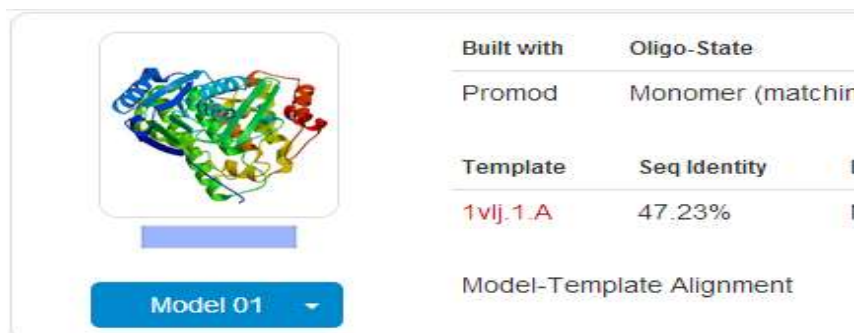 Built with Oligo-State
Promod Monomer (matchin
Template Seq Identity
1vlj.1.A 47.23%
Model-Template Alignment
Model 01